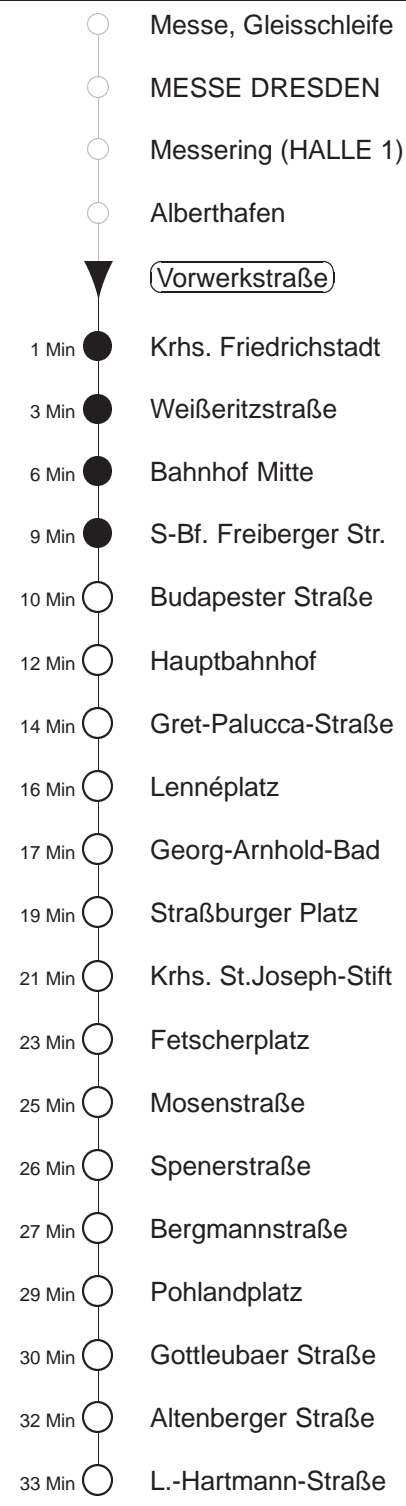 Messe, Gleisschleife
MESSE DRESDEN
Messering (HALLE 1)
Alberthafen
Vorwerkstraße
1 Min Krhs. Friedrichstadt
3 Min Weißeritzstraße
6 Min Bahnhof Mitte
9 Min S-Bf. Freiberger Str.
10 Min Budapester Straße
12 Min Hauptbahnhof
14 Min Gret-Palucca-Straße
16 Min Lennéplatz
17 Min Georg-Arnhold-Bad
19 Min Straßburger Platz
21 Min Krhs. St.Joseph-Stift
23 Min Fetscherplatz
25 Min Mosenstraße
26 Min Spenerstraße
27 Min Bergmannstraße
29 Min Pohlandplatz
30 Min Gottleubaer Straße
32 Min Altenberger Straße
33 Min L.-Hartmann-Straße